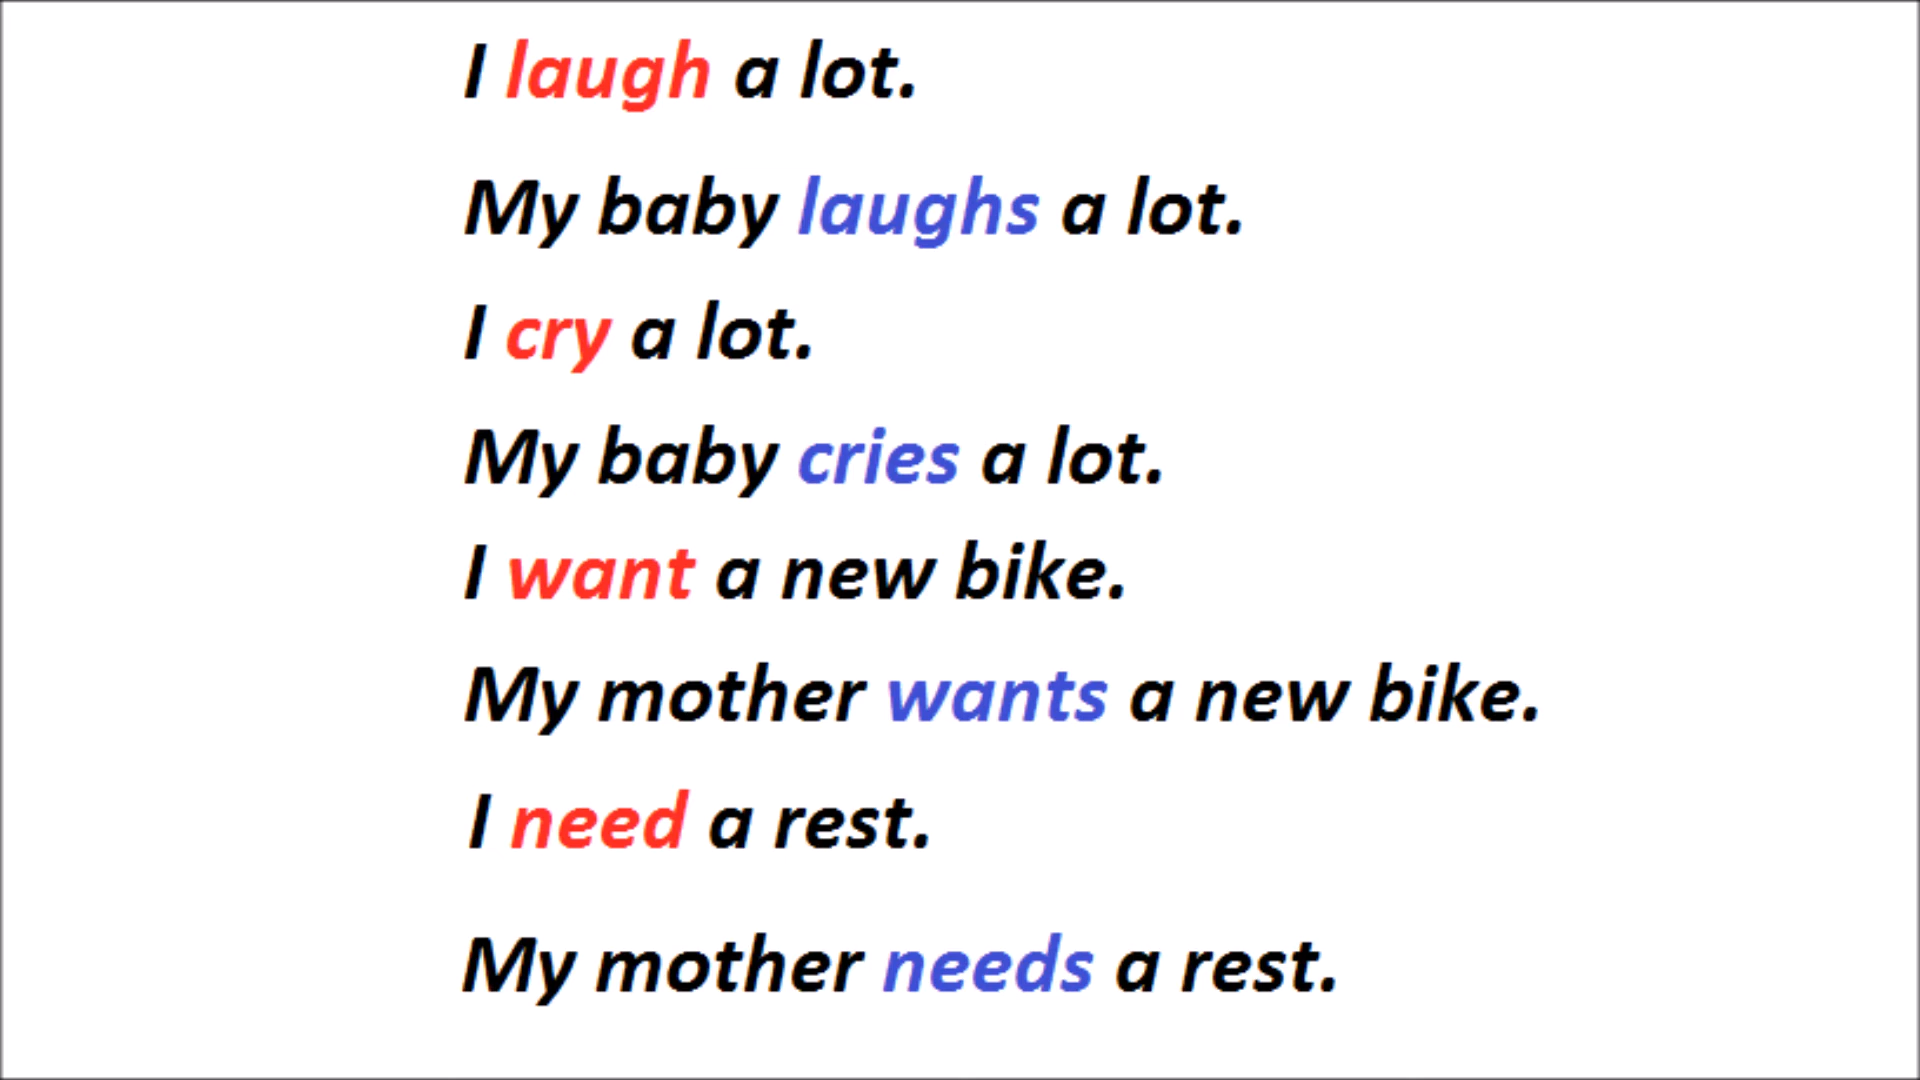 I laugh a lot.
My baby laughs a lot.
I cry a lot.
My baby cries a lot.
I want a new bike.
My mother wants a new bike.
I need a rest.
My mother needs a rest.